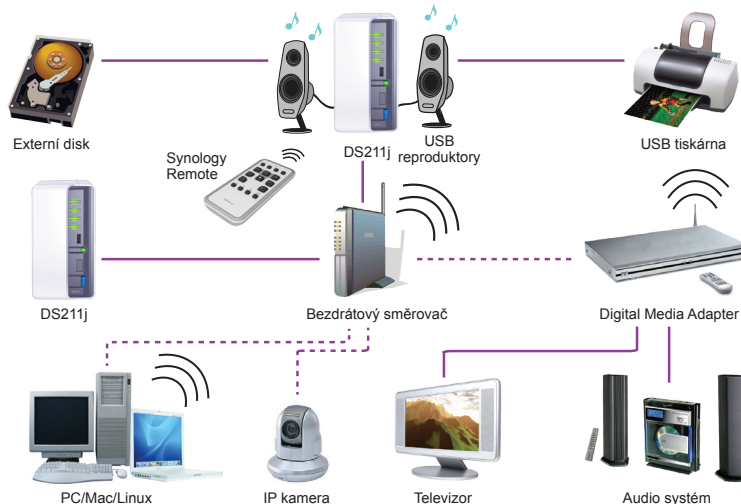 Externí disk
Synology
Remote
DS211j
USB
reproduktory
USB tiskárna
DS211j
Bezdrátový směrovač
Digital Media Adapter
PC/Mac/Linux
IP kamera
Televizor
Audio systém